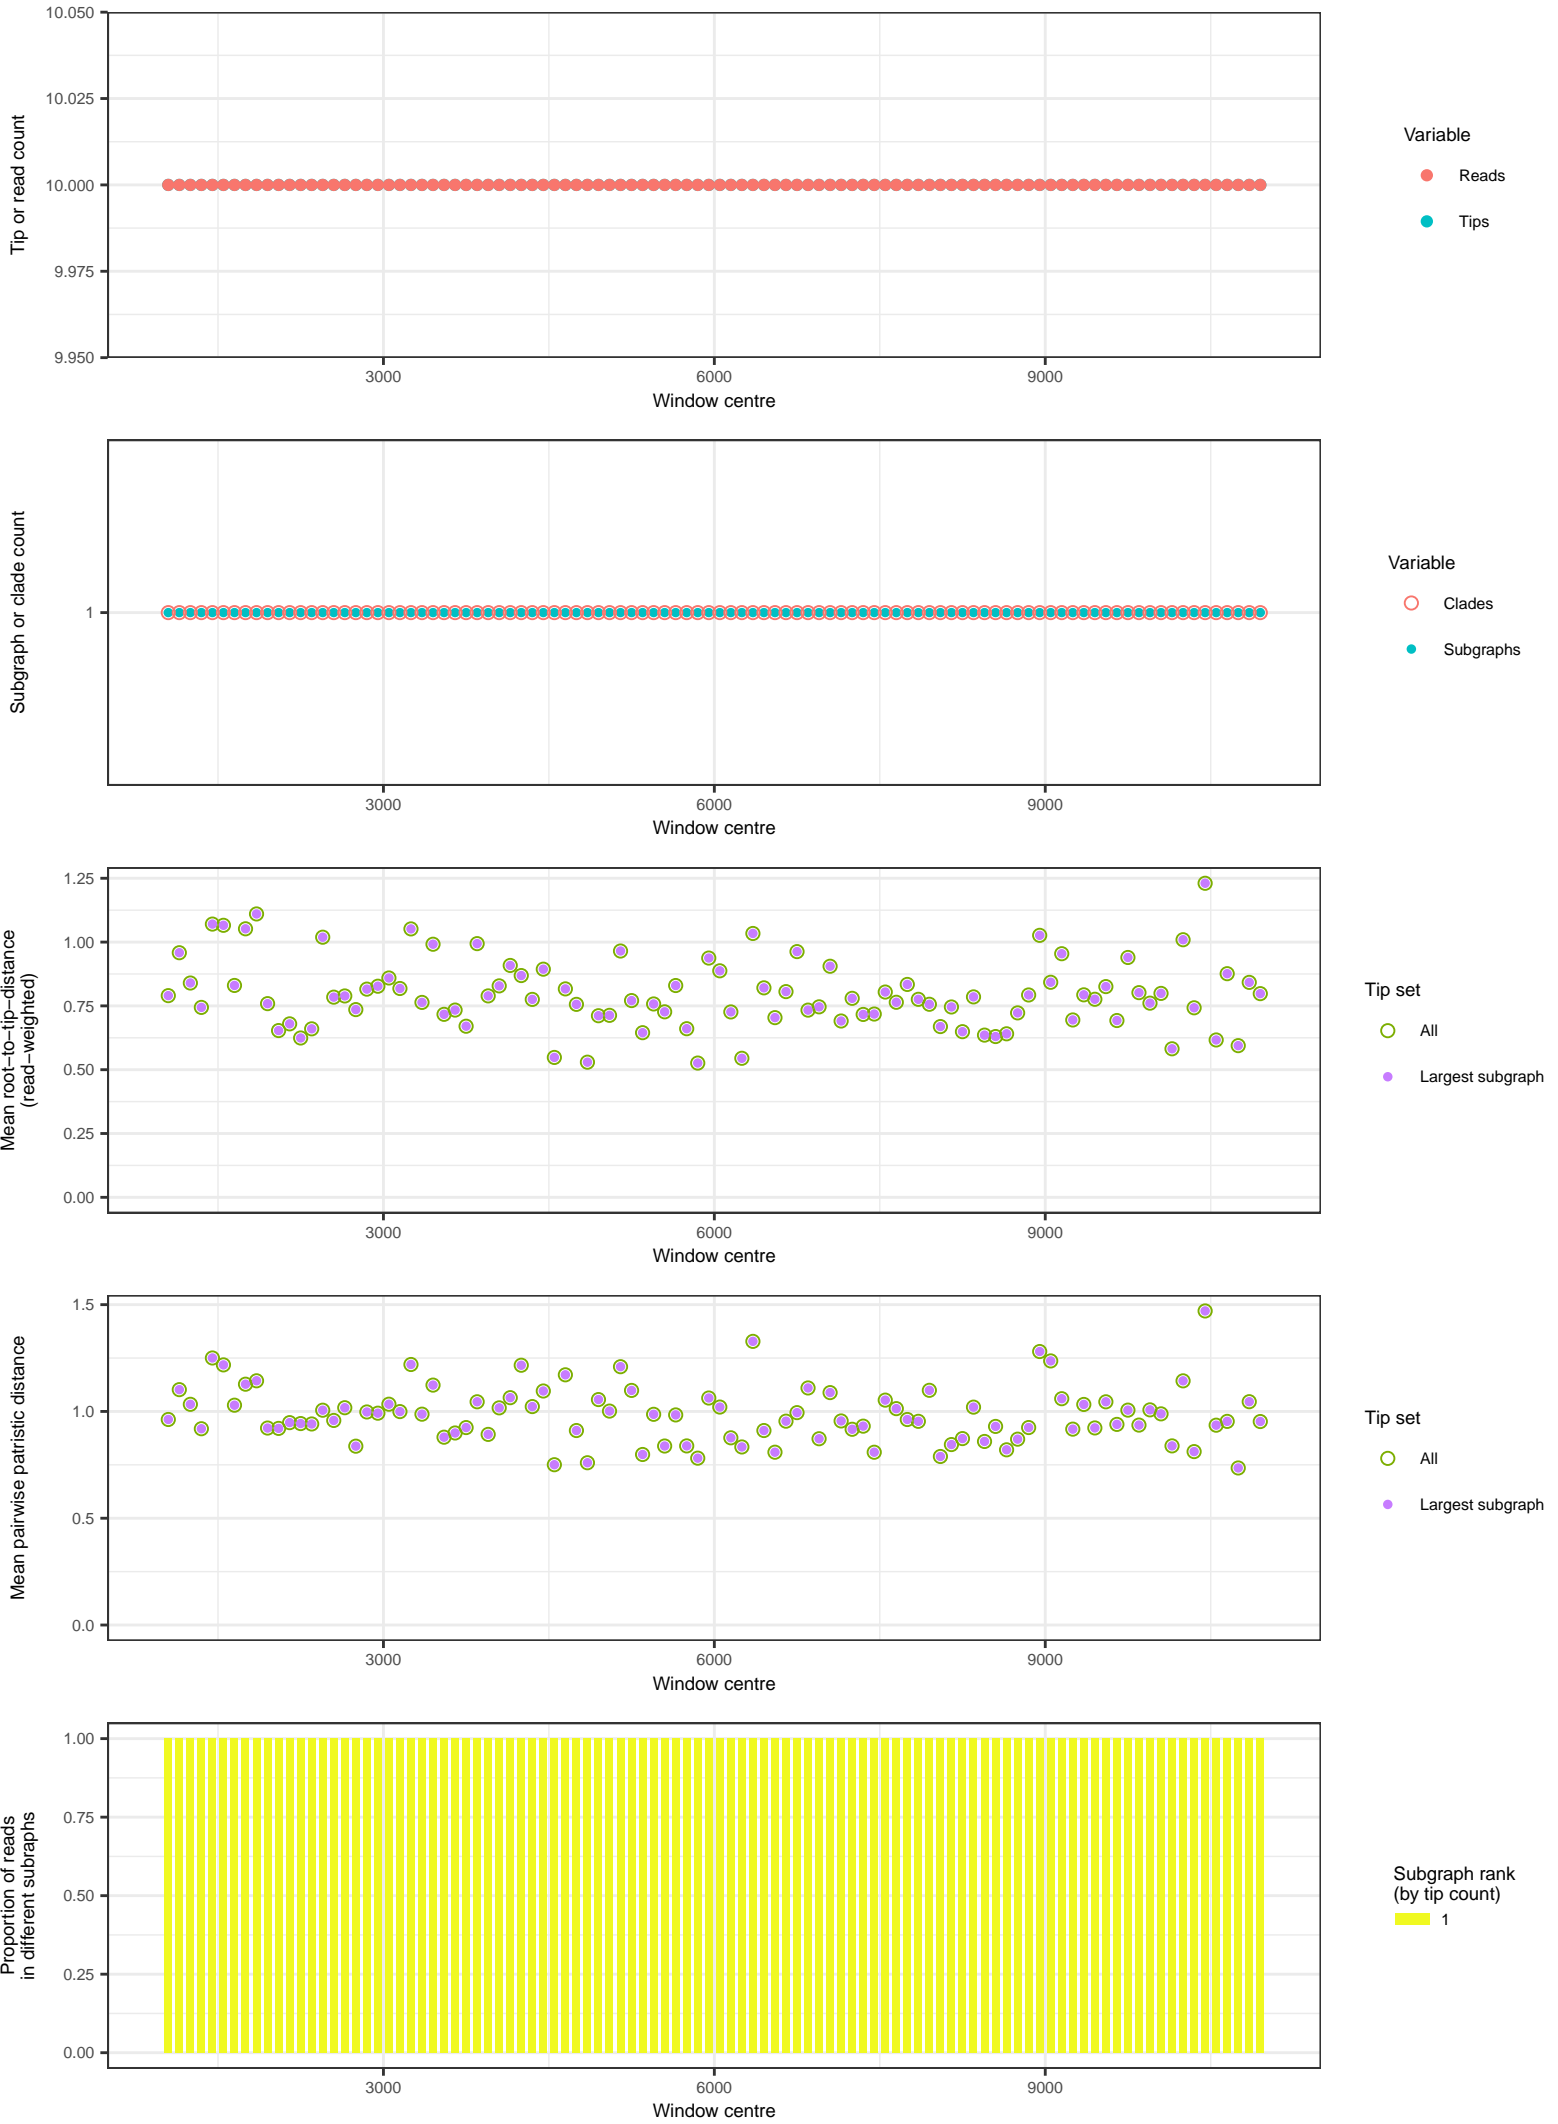 10.050
10.025
10.000
9.975
9.950
Tip or read count
3000
6000
9000
Window centre
Variable
Reads
Tips
1
Subgraph or clade count
3000
6000
9000
Window centre
Variable
Clades
Subgraphs
1.25
1.00
0.75
0.50
0.25
0.00
Mean root−to−tip−distance
(read−weighted)
3000
6000
9000
Window centre
Tip set
All
Largest subgraph
1.5
1.0
0.5
0.0
Mean pairwise patristic distance
3000
6000
9000
Window centre
Tip set
All
Largest subgraph
1.00
0.75
0.50
0.25
0.00
Proportion of reads
in different subraphs
3000
6000
9000
Window centre
Subgraph rank
(by tip count)
1